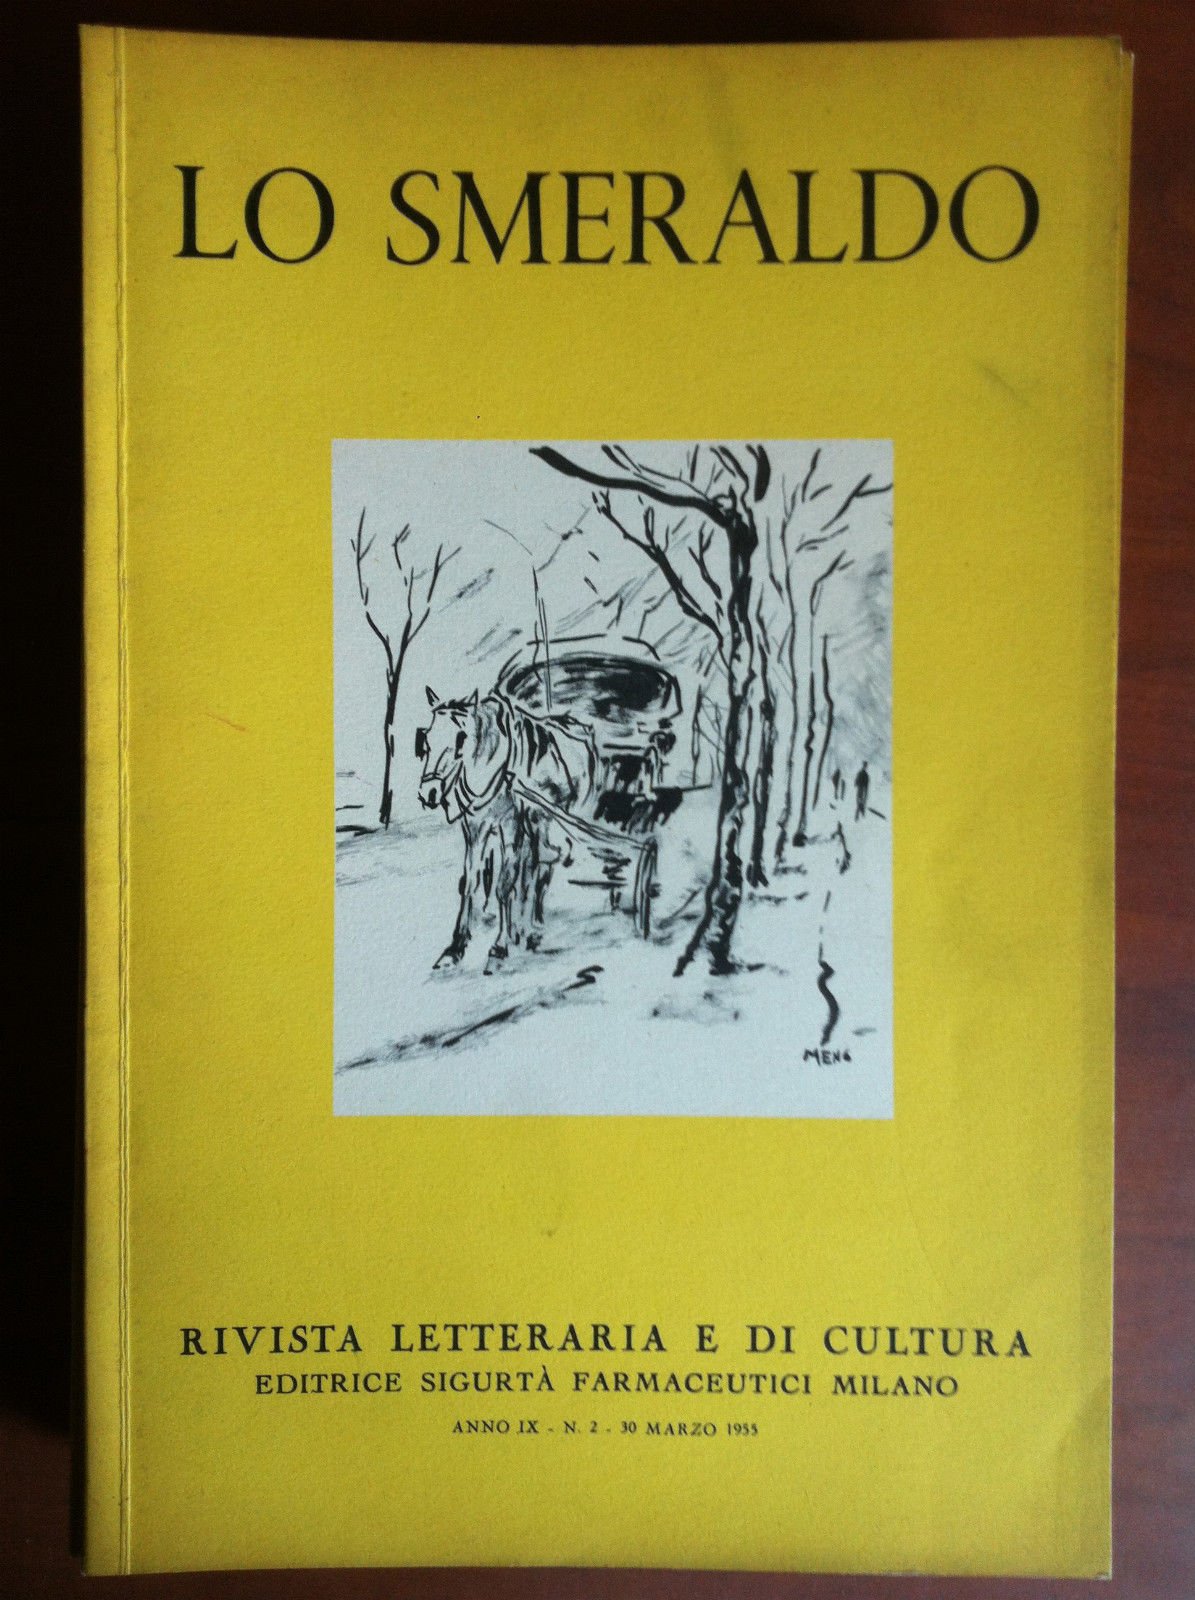 LO SMERALDO
MENG
RIVISTA LETTERARIA E DI CULTURA
EDITRICE SIGURTÀ FARMACEUTICI MILANO
ANNO IX - N. 2 - 30 MARZO 1955